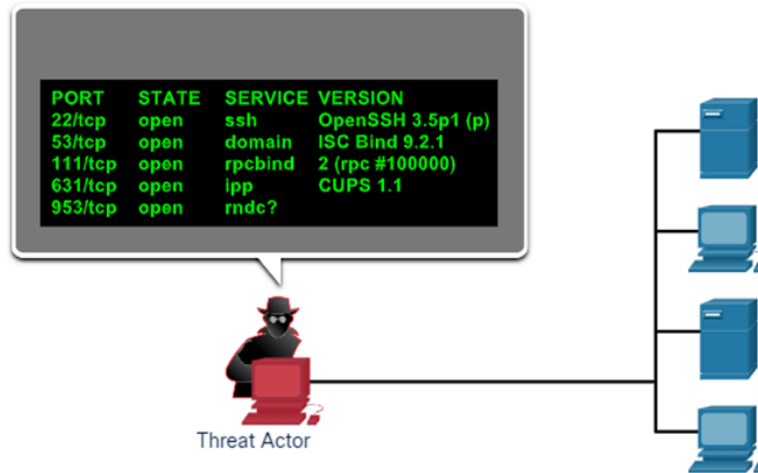 PORT STATE SERVICE VERSION
22/tcp open ssh OpenSSH 3.5p1 (p)
53/tcp open domain ISC Bind 9.2.1
111/tcp open rpcbind 2 (rpc #100000)
631/tcp open ipp CUPS 1.1
953/tcp open rndc?
Threat Actor